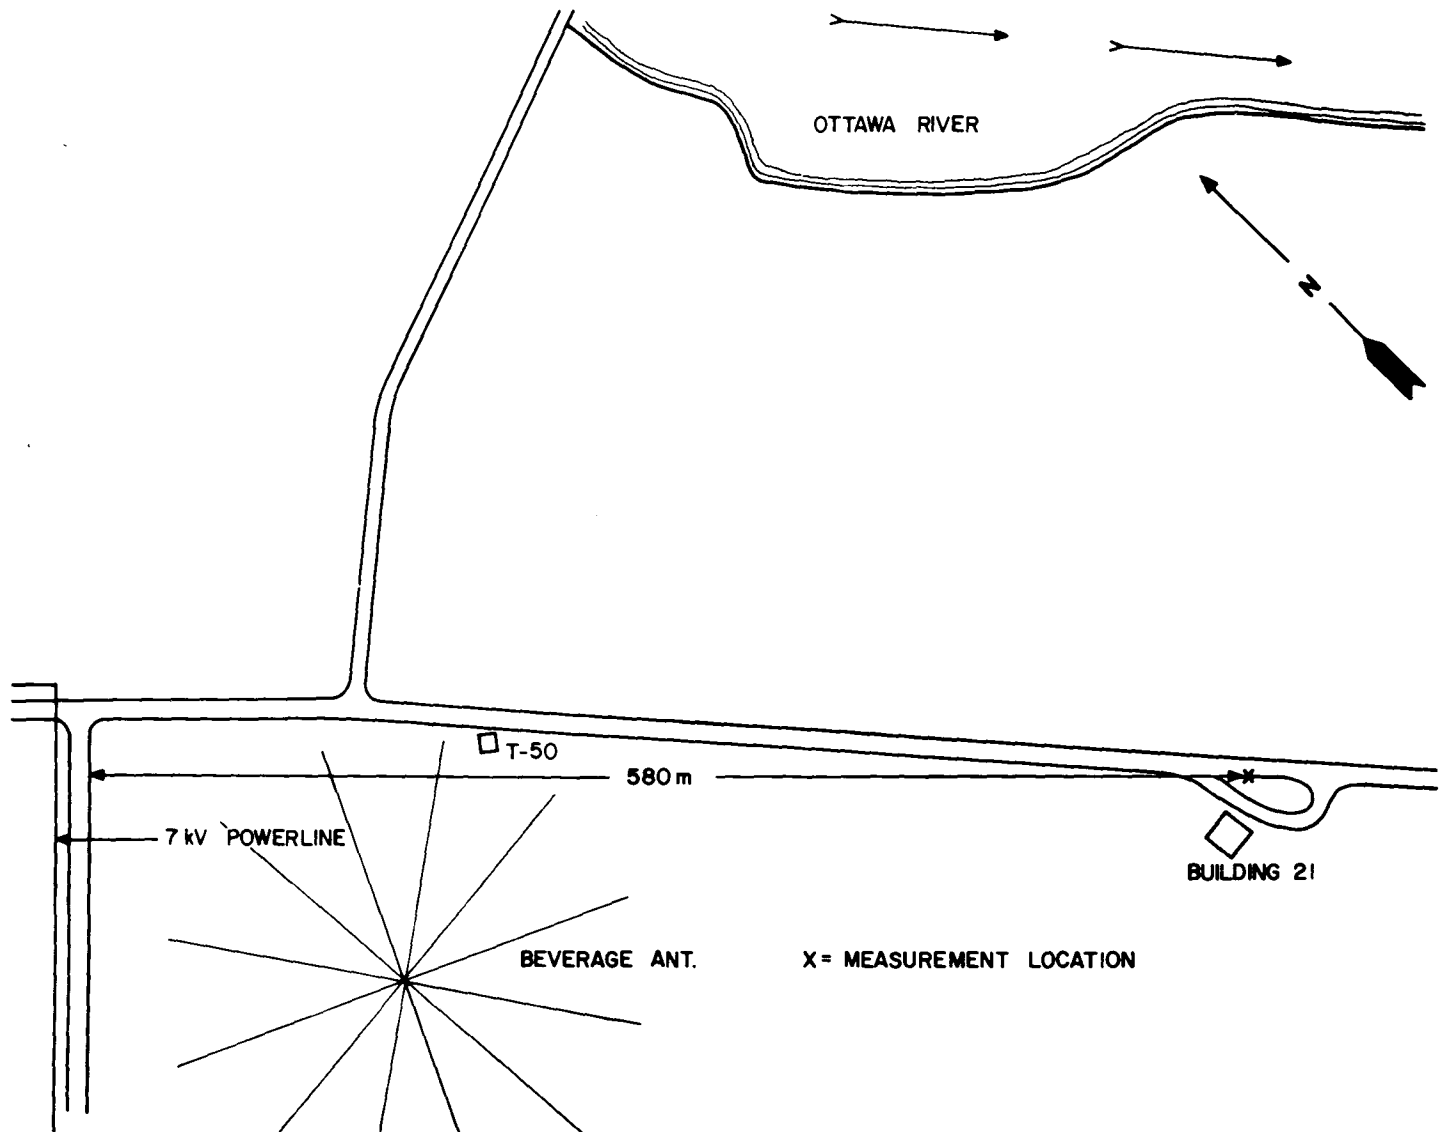 OTTAWA RIVER
N
T-50
580 m
7 kV POWERLINE
BUILDING 21
BEVERAGE ANT.
X = MEASUREMENT LOCATION